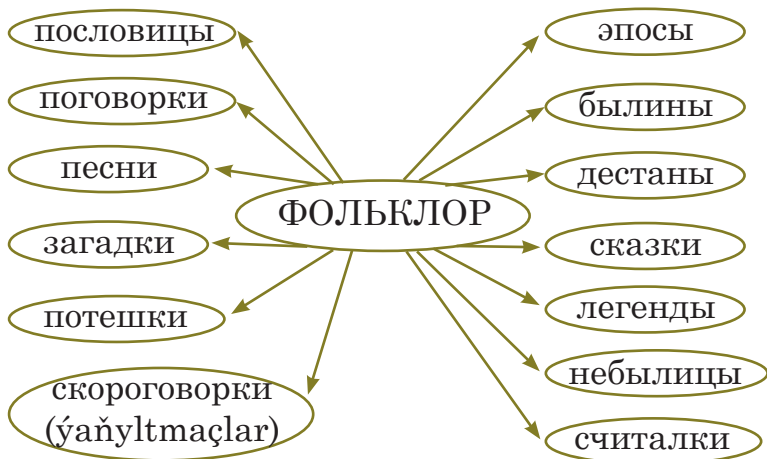 пословицы
поговорки
песни
загадки
потешки
скороговорки
(ýaňyltmaçlar)
ФОЛЬКЛОР
эпосы
былины
дестаны
сказки
легенды
небылицы
считалки